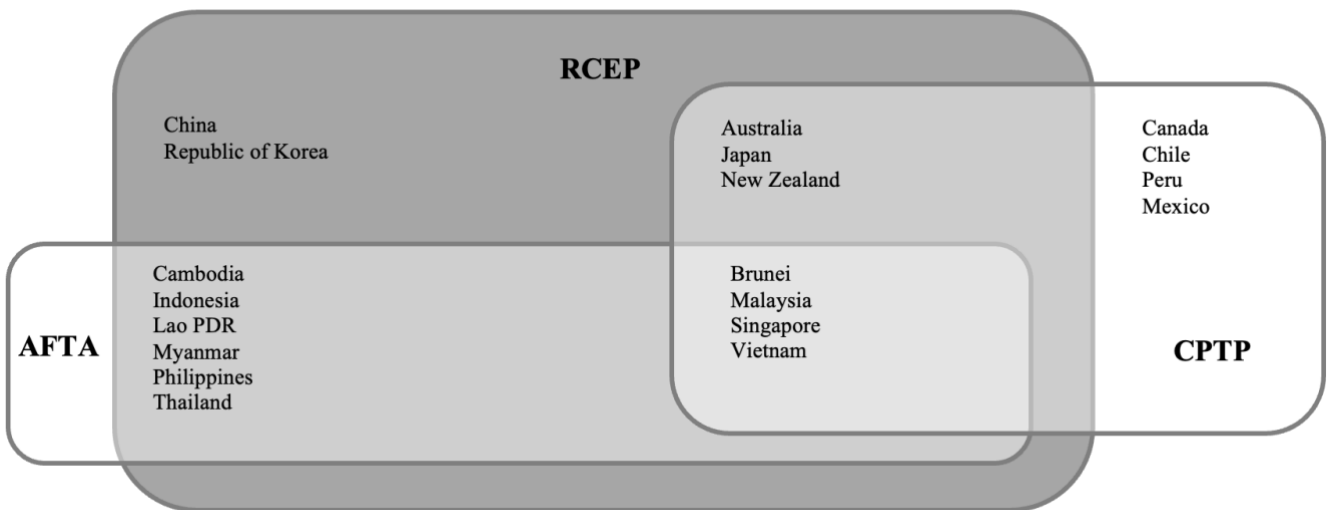 RCEP
China
Republic of Korea
Australia
Japan
New Zealand
Canada
Chile
Peru
Mexico
AFTA
Cambodia
Indonesia
Lao PDR
Myanmar
Philippines
Thailand
Brunei
Malaysia
Singapore
Vietnam
CPTP